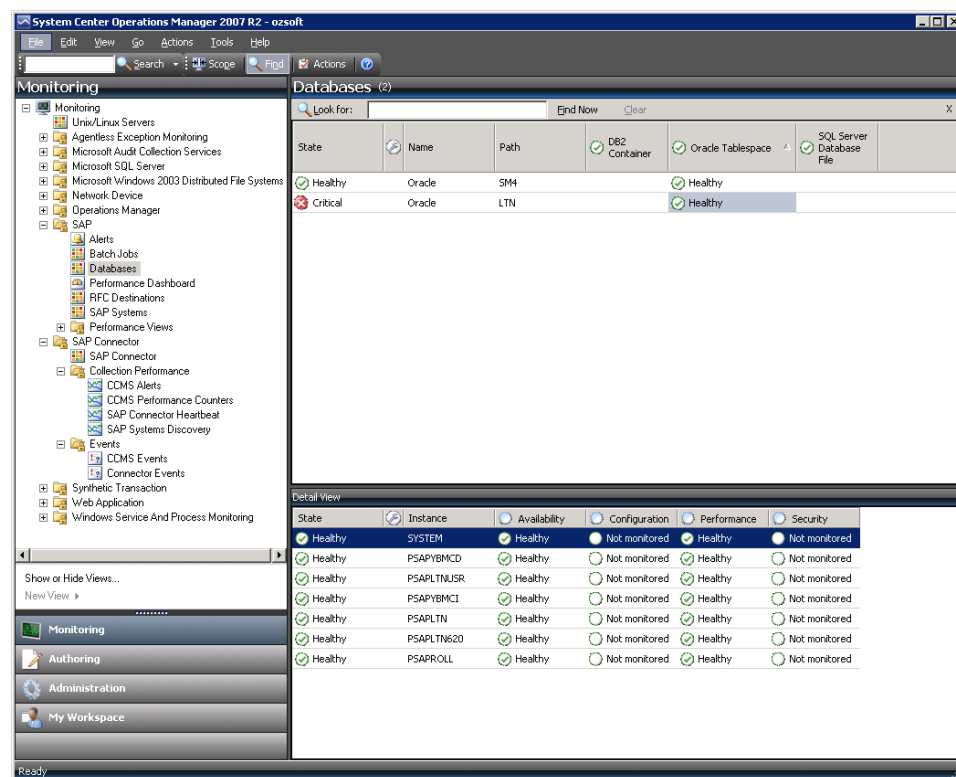 System Center Operations Manager 2007 R2 - ozsoft
File Edit View Go Actions Tools Help
Search Scope Find Actions
Monitoring
Monitoring
Unix/Linux Servers
Agentless Exception Monitoring
Microsoft Audit Collection Services
Microsoft SQL Server
Microsoft Windows 2003 Distributed File Systems
Network Device
Operations Manager
SAP
Alerts
Batch Jobs
Databases
Performance Dashboard
RFC Destinations
SAP Systems
Performance Views
SAP Connector
SAP Connector
Collection Performance
CCMS Alerts
CCMS Performance Counters
SAP Connector Heartbeat
SAP Systems Discovery
Events
CCMS Events
Connector Events
Synthetic Transaction
Web Application
Windows Service And Process Monitoring
Show or Hide Views...
New View
Monitoring
Authoring
Administration
My Workspace
Ready
Databases (2)
Look for: Find Now Clear X
State Name Path DB2 Container Oracle Tablespace SQL Server Database File
Healthy Oracle SM4 Healthy
Critical Oracle LTN Healthy
Detail View
State Instance Availability Configuration Performance Security
Healthy SYSTEM Healthy Not monitored Healthy Not monitored
Healthy PSAPYBMCD Healthy Not monitored Healthy Not monitored
Healthy PSAPLTNUSR Healthy Not monitored Healthy Not monitored
Healthy PSAPYBMCI Healthy Not monitored Healthy Not monitored
Healthy PSAPLTN Healthy Not monitored Healthy Not monitored
Healthy PSAPLTN620 Healthy Not monitored Healthy Not monitored
Healthy PSAPROLL Healthy Not monitored Healthy Not monitored